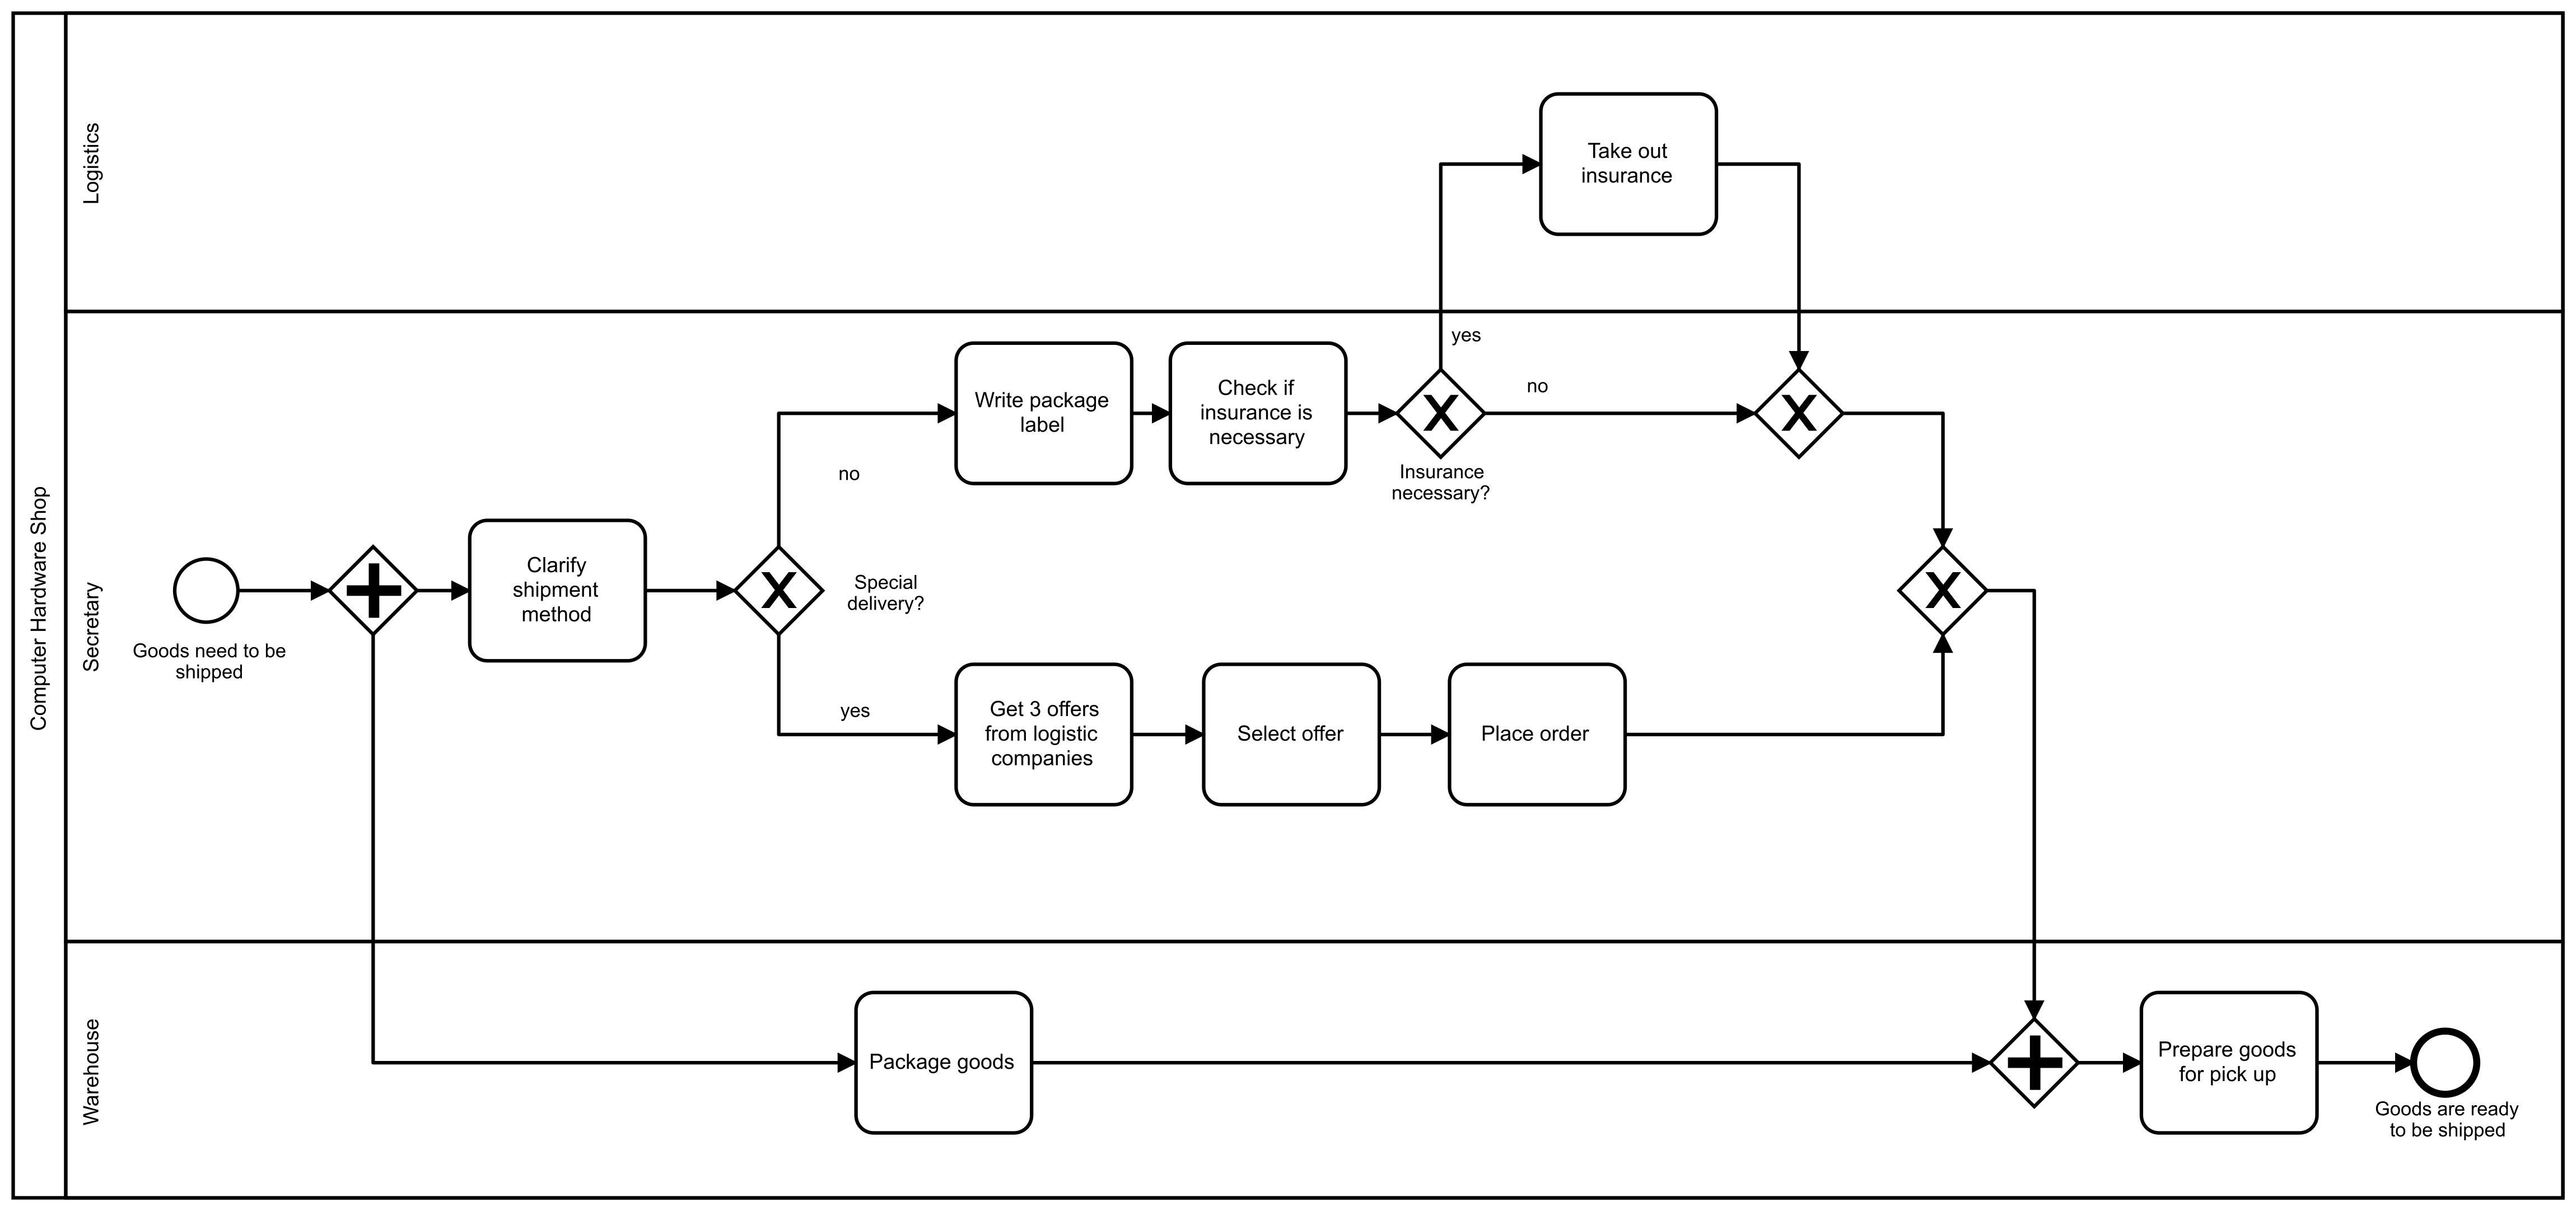 Computer Hardware Shop
Logistics
Take out
insurance
Secretary
Goods need to be
shipped
Clarify
shipment
method
Special
delivery?
no
Write package
label
Check if
insurance is
necessary
Insurance
necessary?
yes
no
yes
Get 3 offers
from logistic
companies
Select offer
Place order
Warehouse
Package goods
Prepare goods
for pick up
Goods are ready
to be shipped